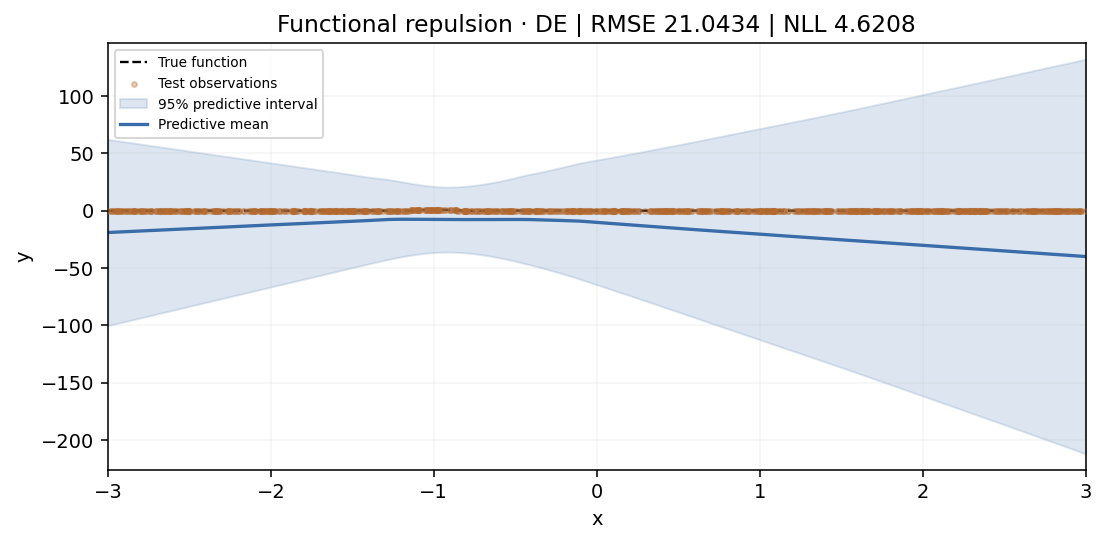 Functional repulsion · DE | RMSE 21.0434 | NLL 4.6208
True function
Test observations
95% predictive interval
Predictive mean
100
50
0
−50
−100
−150
−200
y
−3
−2
−1
0
1
2
3
x